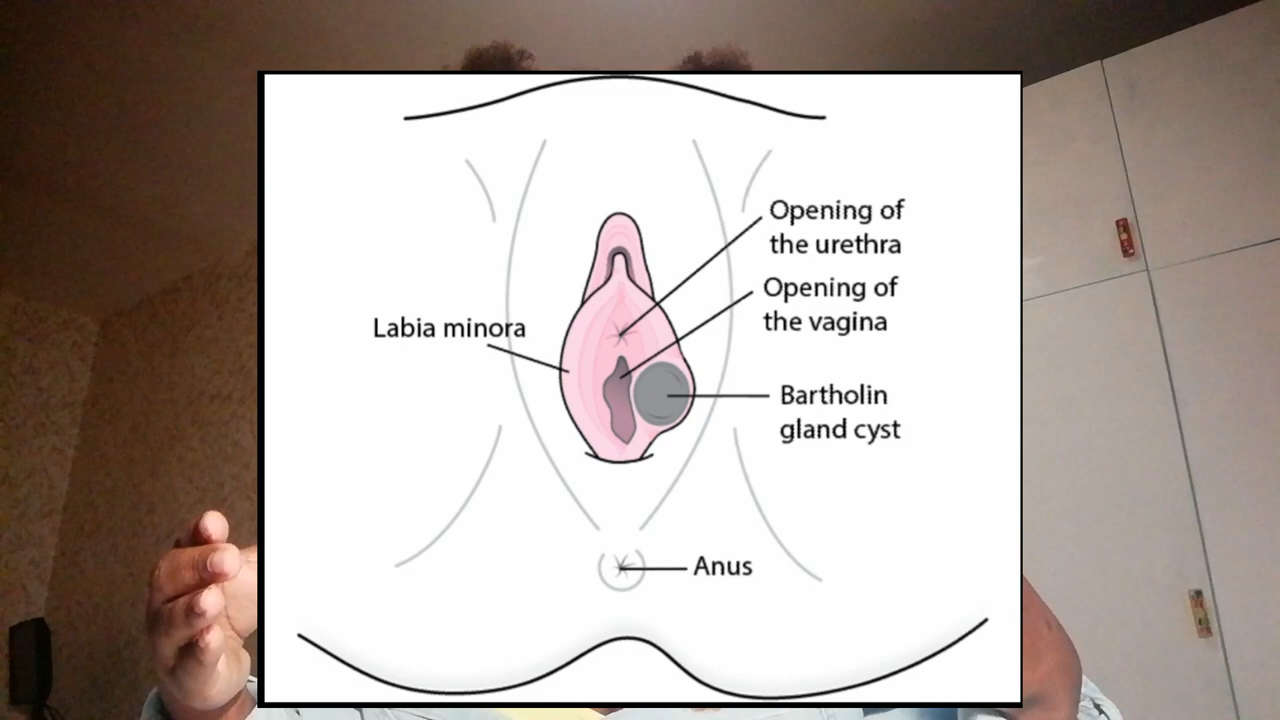 Opening of
the urethra
Opening of
the vagina
Labia minora
Bartholin
gland cyst
Anus